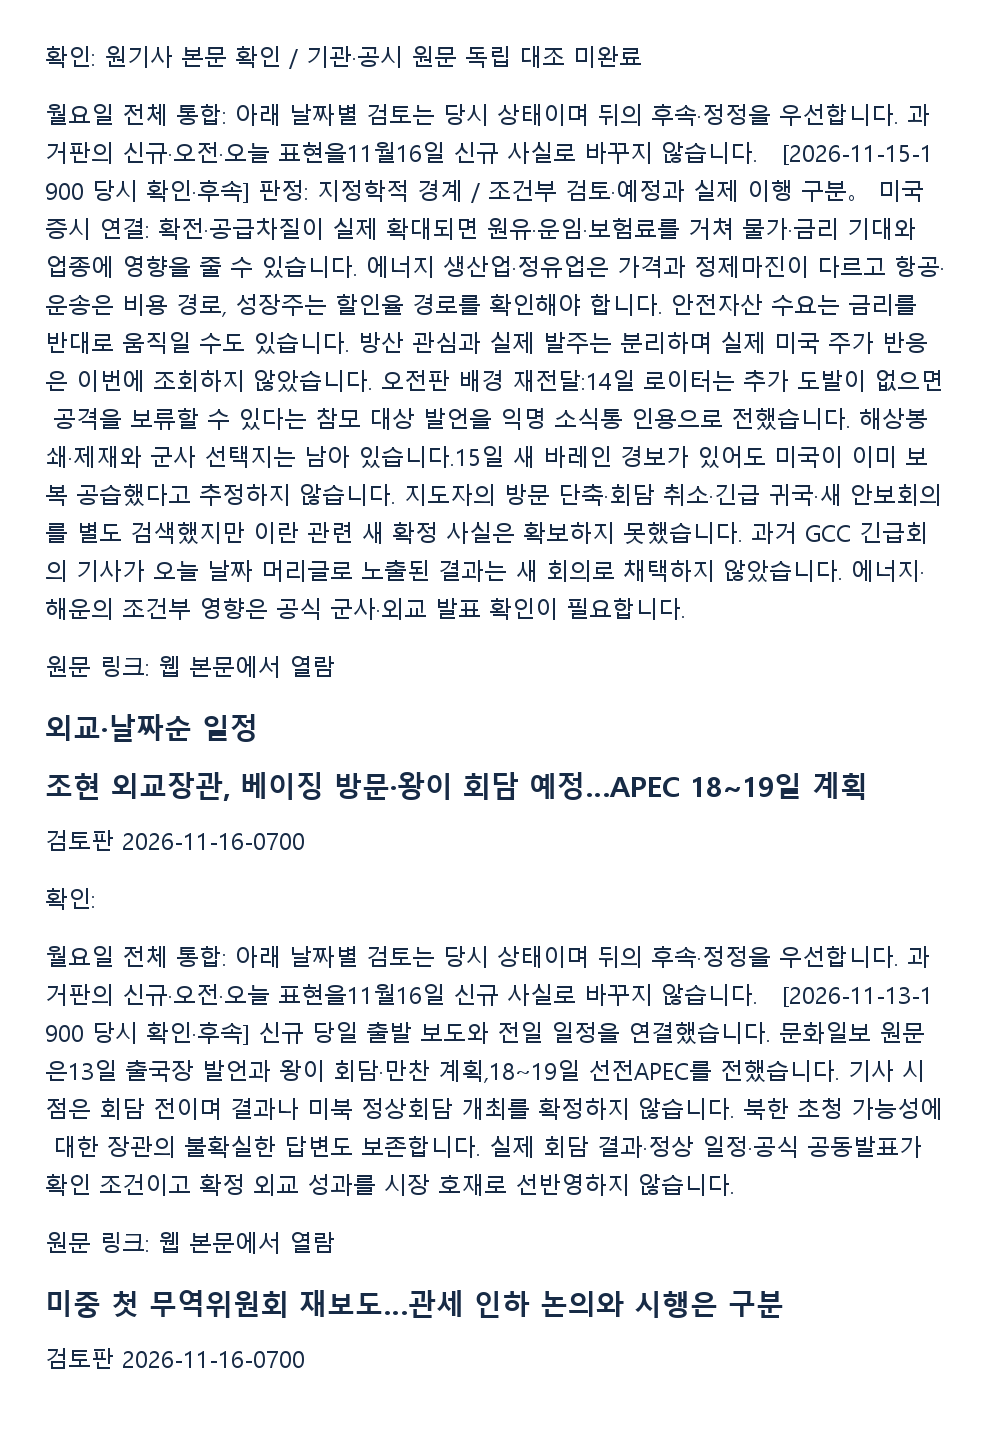 확인: 원기사 본문 확인 / 기관·공시 원문 독립 대조 미완료
월요일 전체 통합: 아래 날짜별 검토는 당시 상태이며 뒤의 후속·정정을 우선합니다. 과
거판의 신규·오전·오늘 표현을11월16일 신규 사실로 바꾸지 않습니다.   [2026-11-15-1
900 당시 확인·후속] 판정: 지정학적 경계 / 조건부 검토·예정과 실제 이행 구분。 미국
증시 연결: 확전·공급차질이 실제 확대되면 원유·운임·보험료를 거쳐 물가·금리 기대와
업종에 영향을 줄 수 있습니다. 에너지 생산업·정유업은 가격과 정제마진이 다르고 항공·
운송은 비용 경로, 성장주는 할인율 경로를 확인해야 합니다. 안전자산 수요는 금리를
반대로 움직일 수도 있습니다. 방산 관심과 실제 발주는 분리하며 실제 미국 주가 반응
은 이번에 조회하지 않았습니다. 오전판 배경 재전달:14일 로이터는 추가 도발이 없으면
공격을 보류할 수 있다는 참모 대상 발언을 익명 소식통 인용으로 전했습니다. 해상봉
쇄·제재와 군사 선택지는 남아 있습니다.15일 새 바레인 경보가 있어도 미국이 이미 보
복 공습했다고 추정하지 않습니다. 지도자의 방문 단축·회담 취소·긴급 귀국·새 안보회의
를 별도 검색했지만 이란 관련 새 확정 사실은 확보하지 못했습니다. 과거 GCC 긴급회
의 기사가 오늘 날짜 머리글로 노출된 결과는 새 회의로 채택하지 않았습니다. 에너지·
해운의 조건부 영향은 공식 군사·외교 발표 확인이 필요합니다.
원문 링크: 웹 본문에서 열람
외교·날짜순 일정
조현 외교장관, 베이징 방문·왕이 회담 예정...APEC 18~19일 계획
검토판 2026-11-16-0700
확인:
월요일 전체 통합: 아래 날짜별 검토는 당시 상태이며 뒤의 후속·정정을 우선합니다. 과
거판의 신규·오전·오늘 표현을11월16일 신규 사실로 바꾸지 않습니다.   [2026-11-13-1
900 당시 확인·후속] 신규 당일 출발 보도와 전일 일정을 연결했습니다. 문화일보 원문
은13일 출국장 발언과 왕이 회담·만찬 계획,18~19일 선전APEC를 전했습니다. 기사 시
점은 회담 전이며 결과나 미북 정상회담 개최를 확정하지 않습니다. 북한 초청 가능성에
대한 장관의 불확실한 답변도 보존합니다. 실제 회담 결과·정상 일정·공식 공동발표가
확인 조건이고 확정 외교 성과를 시장 호재로 선반영하지 않습니다.
원문 링크: 웹 본문에서 열람
미중 첫 무역위원회 재보도...관세 인하 논의와 시행은 구분
검토판 2026-11-16-0700